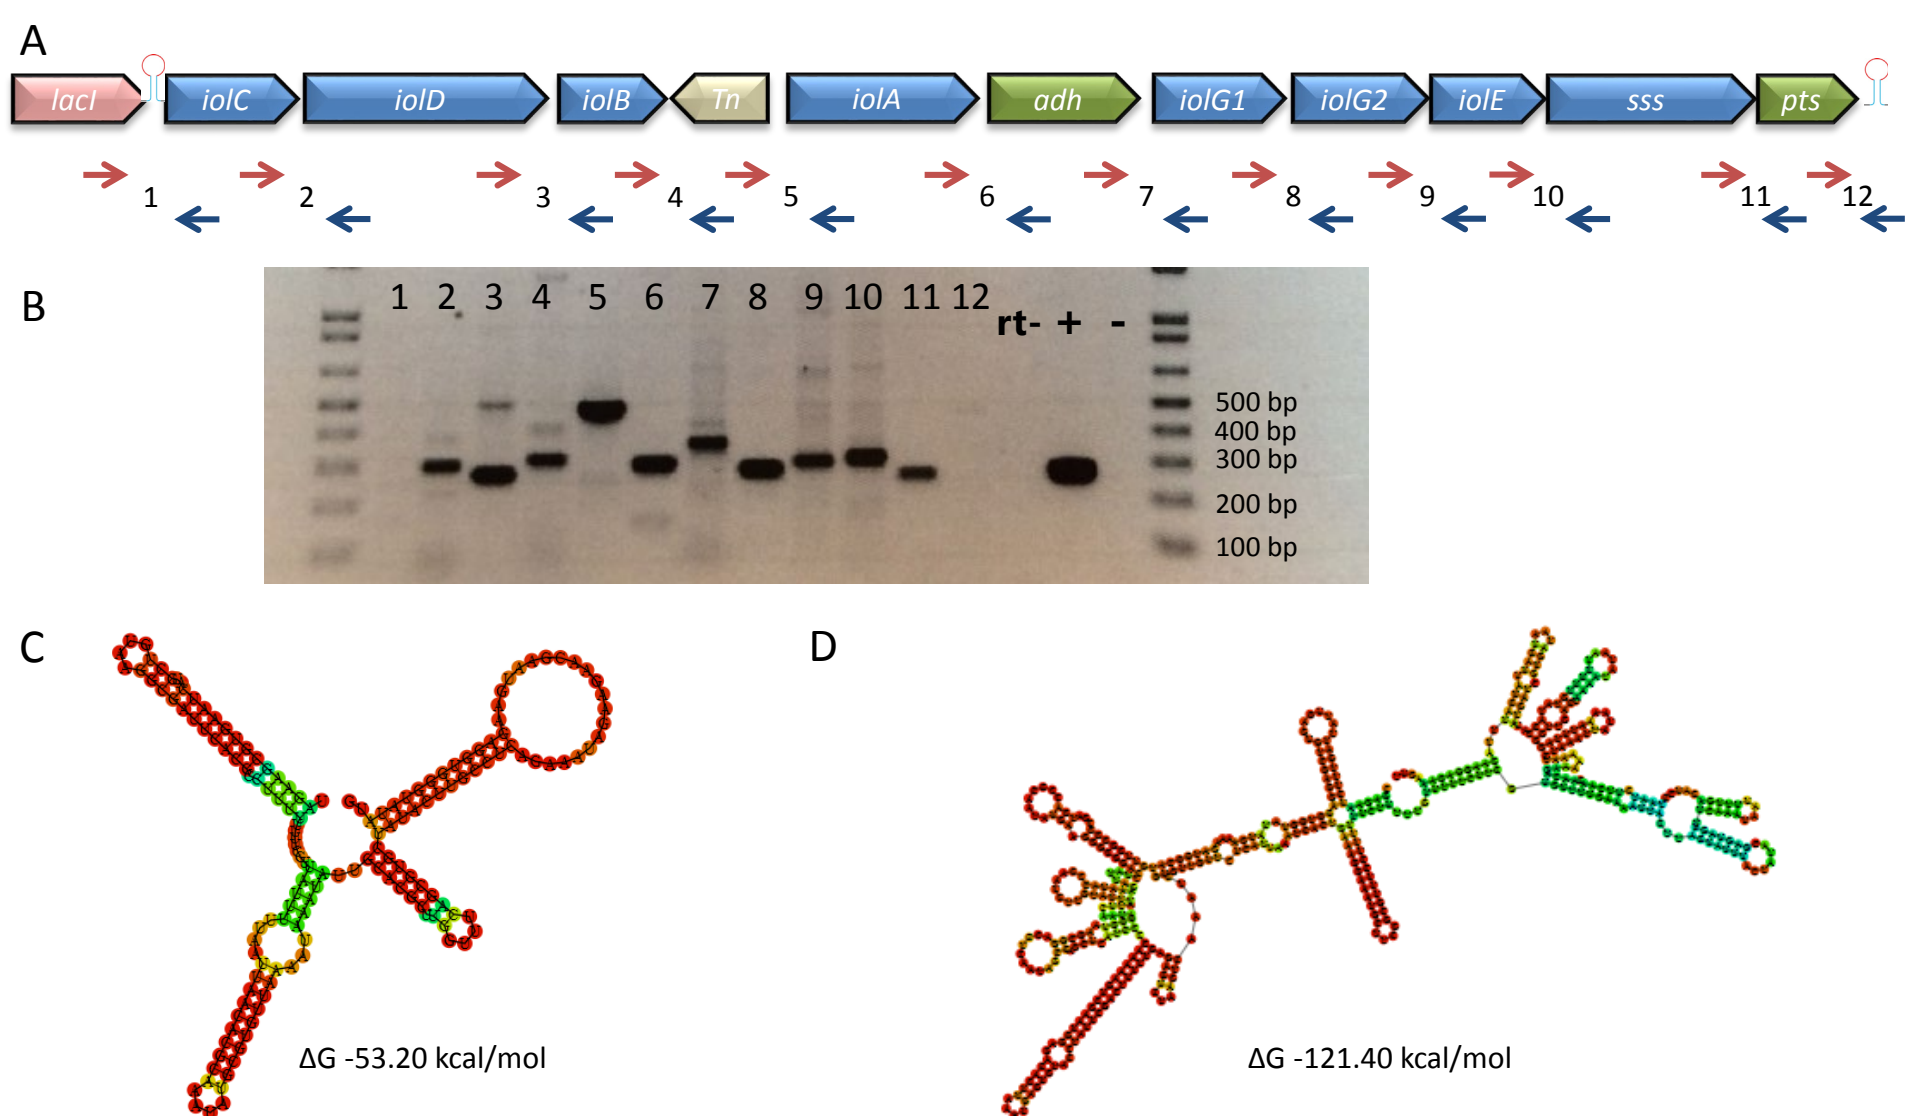 A
lacI iolC iolD iolB Tn iolA adh iolG1 iolG2 iolE sss pts
1 2 3 4 5 6 7 8 9 10 11 12
B
1 2 3 4 5 6 7 8 9 10 11 12
rt- + -
500 bp
400 bp
300 bp
200 bp
100 bp
C
D
ΔG -53.20 kcal/mol
ΔG -121.40 kcal/mol